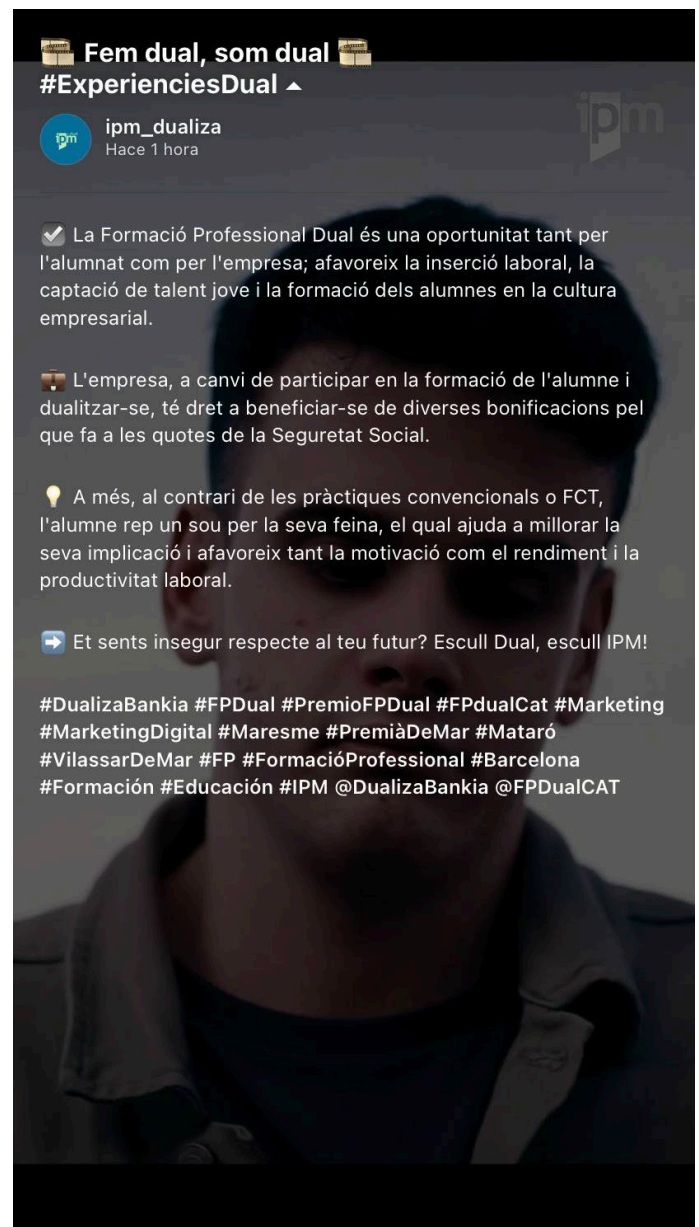 🎞️ Fem dual, som dual 🎞️
#ExperienciesDual
ipm
ipm
ipm_dualiza
Hace 1 hora
☑️ La Formació Professional Dual és una oportunitat tant per
l'alumnat com per l'empresa; afavoreix la inserció laboral, la
captació de talent jove i la formació dels alumnes en la cultura
empresarial.
💼 L'empresa, a canvi de participar en la formació de l'alumne i
dualitzar-se, té dret a beneficiar-se de diverses bonificacions pel
que fa a les quotes de la Seguretat Social.
💡 A més, al contrari de les pràctiques convencionals o FCT,
l'alumne rep un sou per la seva feina, el qual ajuda a millorar la
seva implicació i afavoreix tant la motivació com el rendiment i la
productivitat laboral.
➡️ Et sents insegur respecte al teu futur? Escull Dual, escull IPM!
#DualizaBankia #FPDual #PremioFPDual #FPdualCat #Marketing
#MarketingDigital #Maresme #PremiàDeMar #Mataró
#VilassarDeMar #FP #FormacióProfessional #Barcelona
#Formación #Educación #IPM @DualizaBankia @FPDualCAT